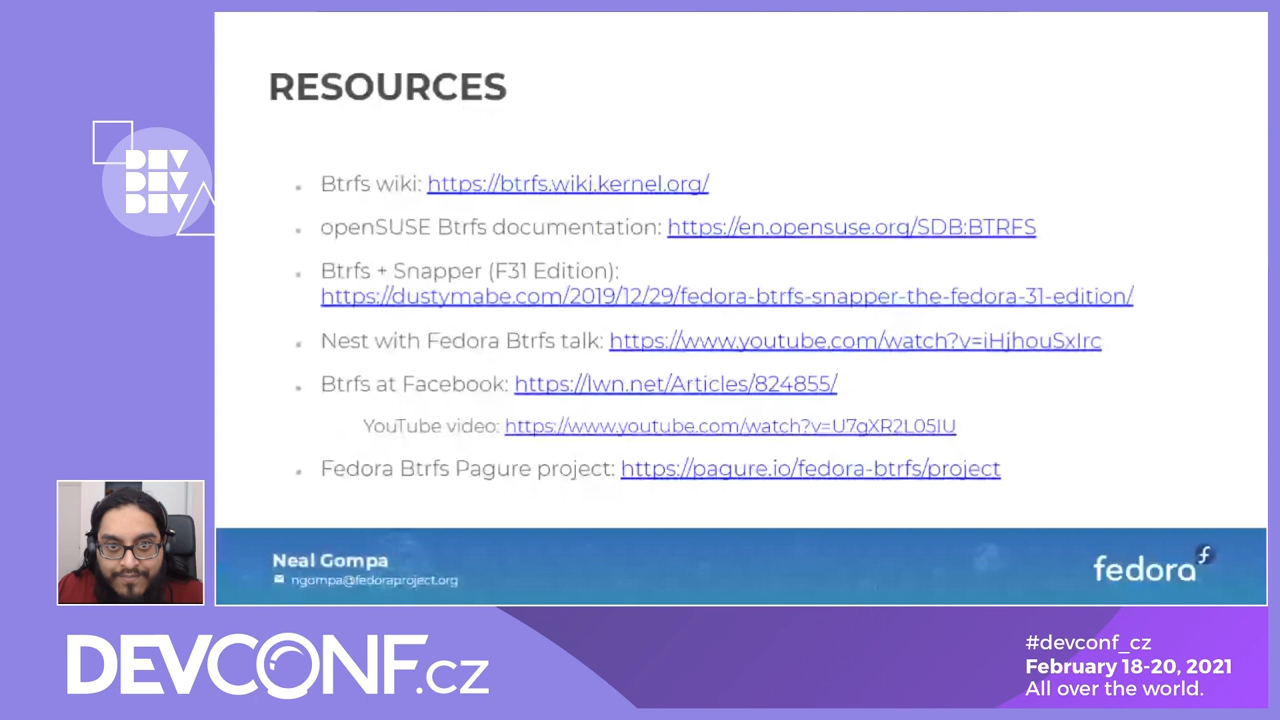 RESOURCES
DEV
DEV
DEV
Btrfs wiki: https://btrfs.wiki.kernel.org/
openSUSE Btrfs documentation: https://en.opensuse.org/SDB:BTRFS
Btrfs + Snapper (F31 Edition):
https://dustymabe.com/2019/12/29/fedora-btrfs-snapper-the-fedora-31-edition/
Nest with Fedora Btrfs talk: https://www.youtube.com/watch?v=iHjhouSxIrc
Btrfs at Facebook: https://lwn.net/Articles/824855/
YouTube video: https://www.youtube.com/watch?v=U7gXR2L05IU
Fedora Btrfs Pagure project: https://pagure.io/fedora-btrfs/project
Neal Gompa
ngompa@fedoraproject.org
fedora
DEVCONF.cz
#devconf_cz
February 18-20, 2021
All over the world.